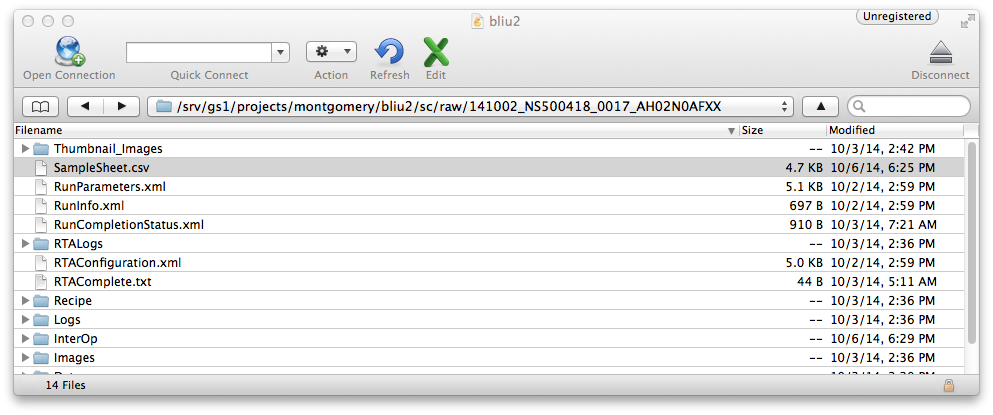 bliu2
Unregistered
Open Connection
Quick Connect
Action
Refresh
Edit
Disconnect
/srv/gs1/projects/montgomery/bliu2/sc/raw/141002_NS500418_0017_AH02N0AFXX
Filename Size Modified
Thumbnail_Images -- 10/3/14, 2:42 PM
SampleSheet.csv 4.7 KB 10/6/14, 6:25 PM
RunParameters.xml 5.1 KB 10/2/14, 2:59 PM
RunInfo.xml 697 B 10/2/14, 2:59 PM
RunCompletionStatus.xml 910 B 10/3/14, 7:21 AM
RTALogs -- 10/3/14, 2:36 PM
RTAConfiguration.xml 5.0 KB 10/2/14, 2:59 PM
RTAComplete.txt 44 B 10/3/14, 5:11 AM
Recipe -- 10/3/14, 2:36 PM
Logs -- 10/3/14, 2:36 PM
InterOp -- 10/6/14, 6:29 PM
Images -- 10/3/14, 2:36 PM
14 Files